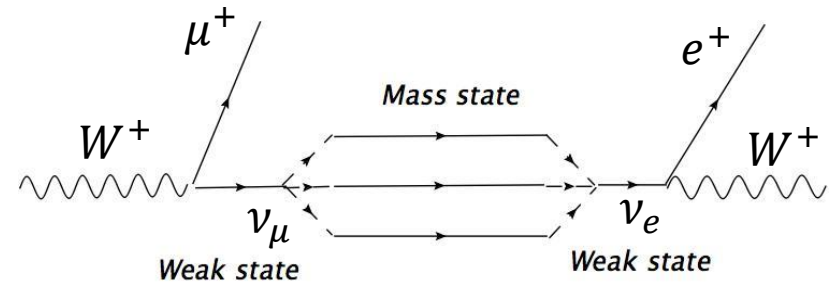 μ⁺
e⁺
Mass state
W⁺
W⁺
ν_μ
ν_e
Weak state
Weak state